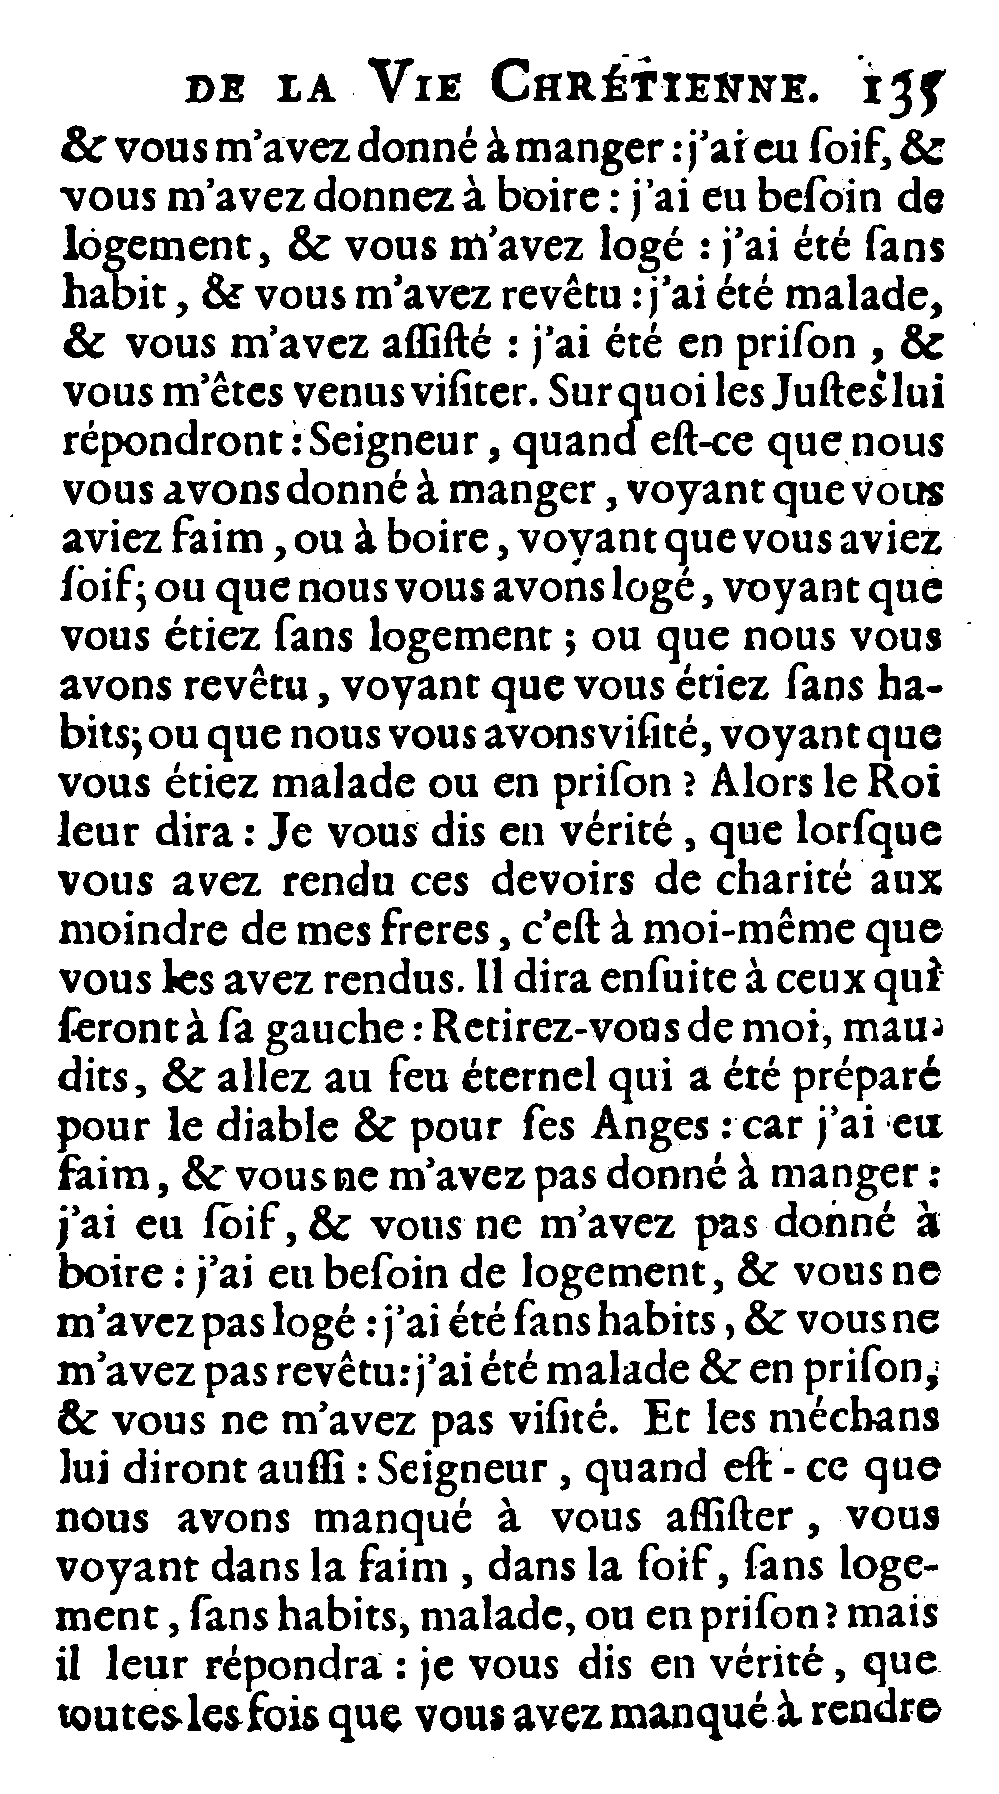 DE LA VIE CHRÉTIENNE. 135
& vous m'avez donné à manger : j'ai eu ſoif, &
vous m'avez donnez à boire : j'ai eu beſoin de
logement, & vous m'avez logé : j'ai été ſans
habit, & vous m'avez revêtu : j'ai été malade,
& vous m'avez aſſiſté : j'ai été en priſon, &
vous m'êtes venus viſiter. Sur quoi les Juſtes lui
répondront : Seigneur, quand eſt-ce que nous
vous avons donné à manger, voyant que vous
aviez faim, ou à boire, voyant que vous aviez
ſoif; ou que nous vous avons logé, voyant que
vous étiez ſans logement ; ou que nous vous
avons revêtu, voyant que vous étiez ſans ha-
bits; ou que nous vous avons viſité, voyant que
vous étiez malade ou en priſon ? Alors le Roi
leur dira : Je vous dis en vérité, que lorſque
vous avez rendu ces devoirs de charité aux
moindre de mes freres, c'eſt à moi-même que
vous les avez rendus. Il dira enſuite à ceux qui
ſeront à ſa gauche : Retirez-vous de moi, mau-
dits, & allez au feu éternel qui a été préparé
pour le diable & pour ſes Anges : car j'ai eu
faim, & vous ne m'avez pas donné à manger :
j'ai eu ſoif, & vous ne m'avez pas donné à
boire : j'ai eu beſoin de logement, & vous ne
m'avez pas logé : j'ai été ſans habits, & vous ne
m'avez pas revêtu : j'ai été malade & en priſon,
& vous ne m'avez pas viſité. Et les méchans
lui diront auſſi : Seigneur, quand eſt-ce que
nous avons manqué à vous aſſiſter, vous
voyant dans la faim, dans la ſoif, ſans loge-
ment, ſans habits, malade, ou en priſon ? mais
il leur répondra : je vous dis en vérité, que
toutes les fois que vous avez manqué à rendre